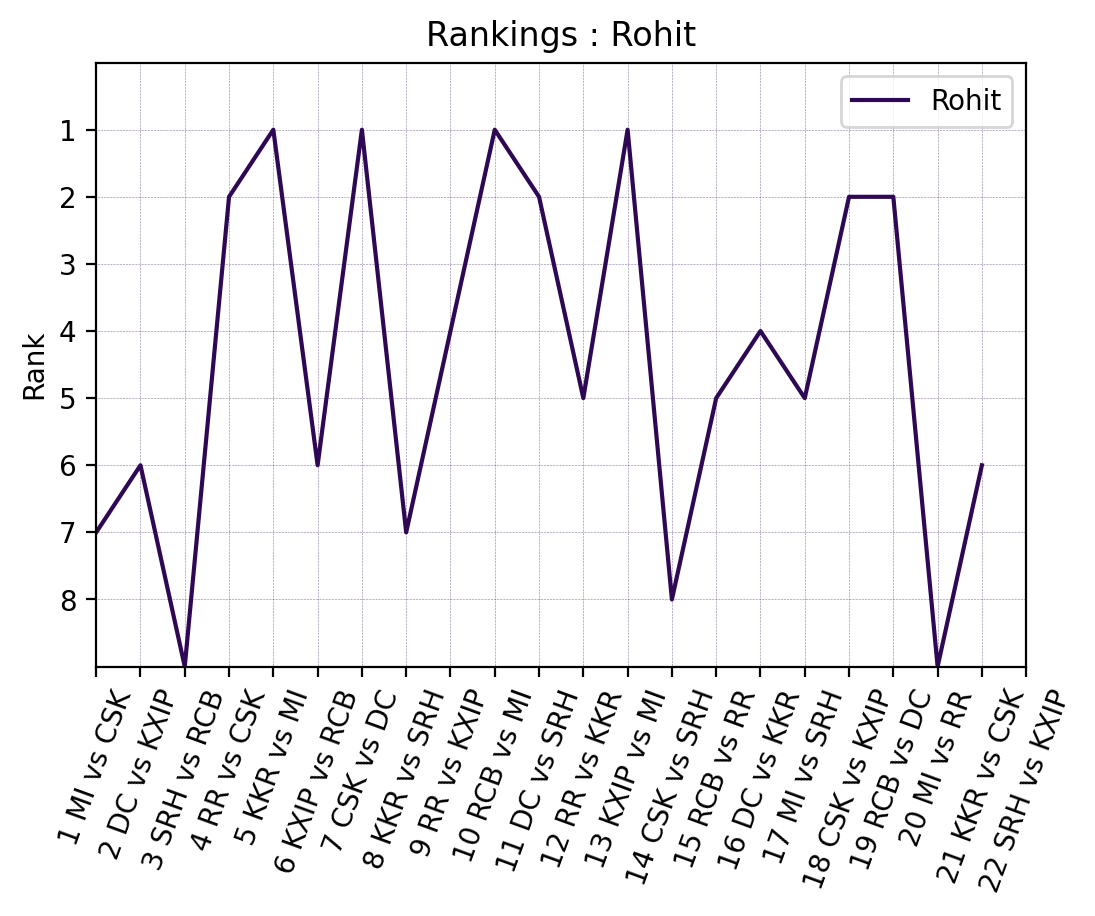 Rankings : Rohit
Rohit
Rank
1
2
3
4
5
6
7
8
1 MI vs CSK
2 DC vs KXIP
3 SRH vs RCB
4 RR vs CSK
5 KKR vs MI
6 KXIP vs RCB
7 CSK vs DC
8 KKR vs SRH
9 RR vs KXIP
10 RCB vs MI
11 DC vs SRH
12 RR vs KKR
13 KXIP vs MI
14 CSK vs SRH
15 RCB vs RR
16 DC vs KKR
17 MI vs SRH
18 CSK vs KXIP
19 RCB vs DC
20 MI vs RR
21 KKR vs CSK
22 SRH vs KXIP